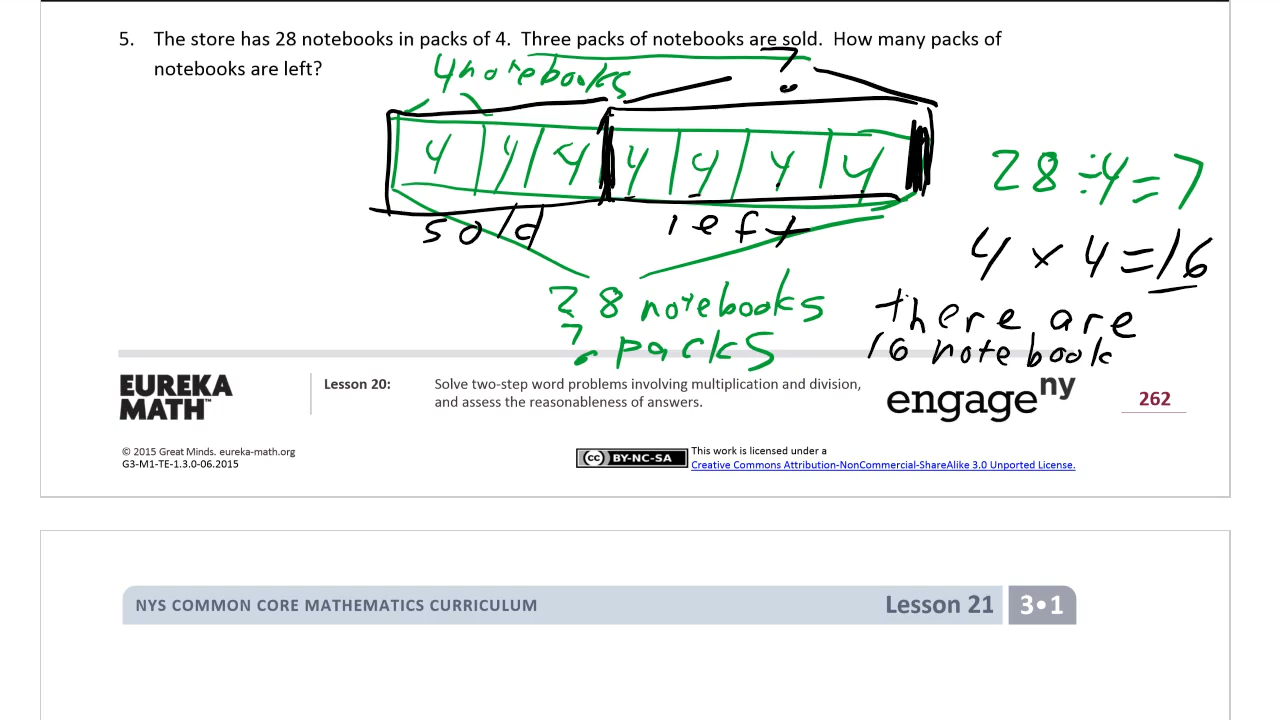 5. The store has 28 notebooks in packs of 4. Three packs of notebooks are sold. How many packs of
notebooks are left?
4 notebooks
?
4 4 4 4 4 4 4
sold left
28 ÷ 4 = 7
4 × 4 = 16
28 notebooks
? packs
there are
16 notebook
EUREKA
MATH™
Lesson 20: Solve two-step word problems involving multiplication and division,
and assess the reasonableness of answers.
engage ny
262
© 2015 Great Minds. eureka-math.org
G3-M1-TE-1.3.0-06.2015
cc BY-NC-SA
This work is licensed under a
Creative Commons Attribution-NonCommercial-ShareAlike 3.0 Unported License.
NYS COMMON CORE MATHEMATICS CURRICULUM Lesson 21 3•1